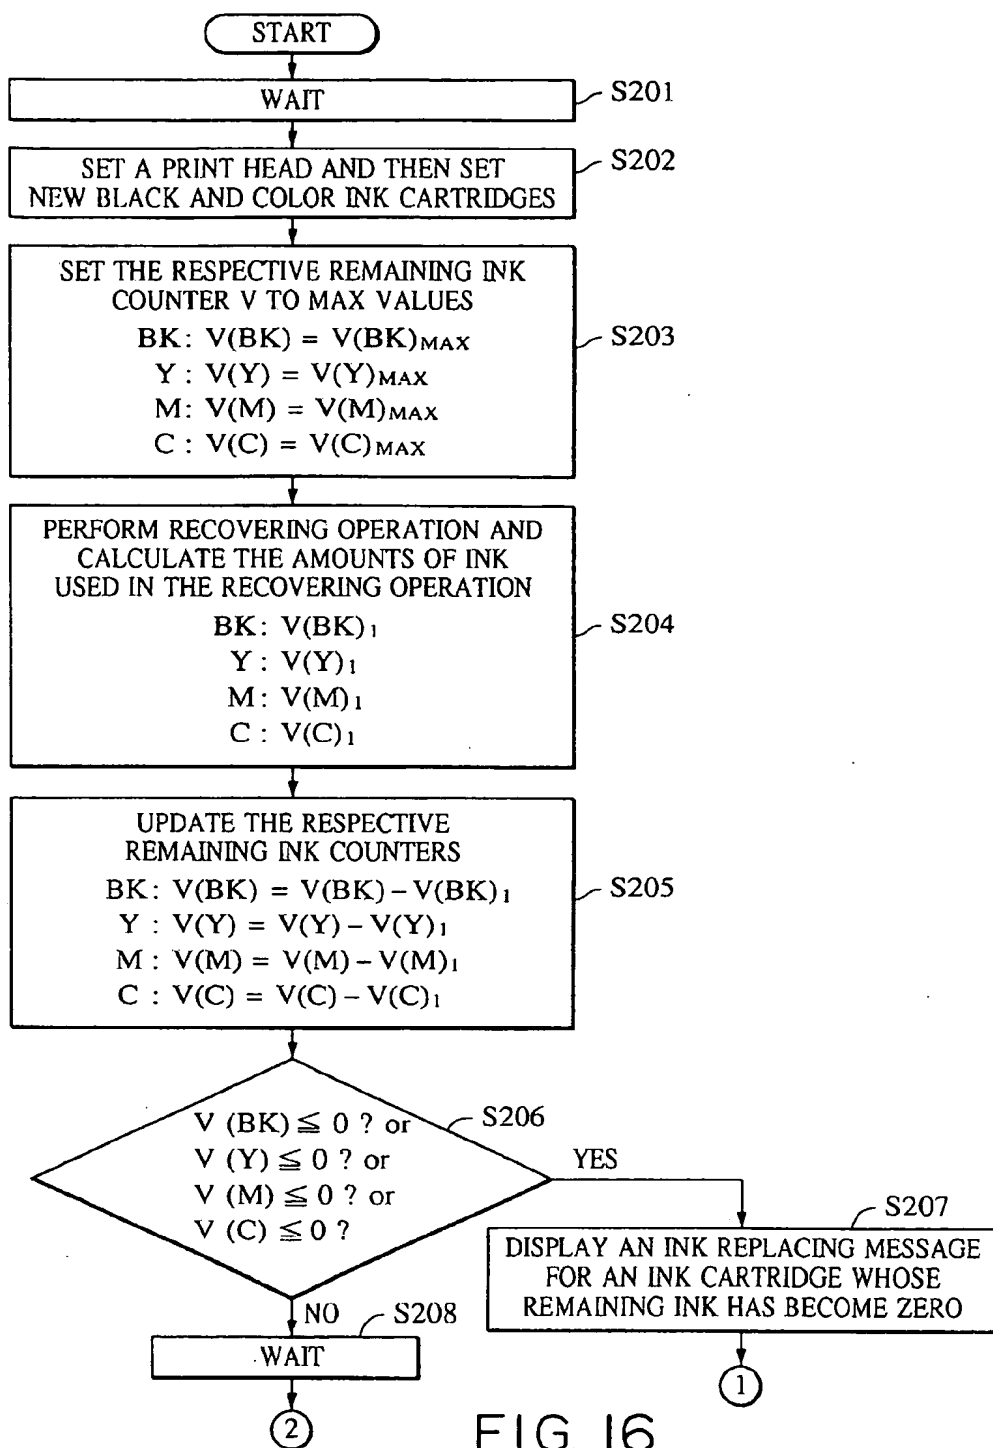 START
WAIT
S201
SET A PRINT HEAD AND THEN SET
NEW BLACK AND COLOR INK CARTRIDGES
S202
SET THE RESPECTIVE REMAINING INK
COUNTER V TO MAX VALUES
BK: V(BK) = V(BK)MAX
Y: V(Y) = V(Y)MAX
M: V(M) = V(M)MAX
C: V(C) = V(C)MAX
S203
PERFORM RECOVERING OPERATION AND
CALCULATE THE AMOUNTS OF INK
USED IN THE RECOVERING OPERATION
BK: V(BK)1
Y: V(Y)1
M: V(M)1
C: V(C)1
S204
UPDATE THE RESPECTIVE
REMAINING INK COUNTERS
BK: V(BK) = V(BK)-V(BK)1
Y: V(Y) = V(Y)-V(Y)1
M: V(M) = V(M)-V(M)1
C: V(C) = V(C)-V(C)1
S205
V (BK) ≦ 0 ? or
V (Y) ≦ 0 ? or
V (M) ≦ 0 ? or
V (C) ≦ 0 ?
S206
YES
S207
DISPLAY AN INK REPLACING MESSAGE
FOR AN INK CARTRIDGE WHOSE
REMAINING INK HAS BECOME ZERO
NO
S208
WAIT
1
2
FIG. 16